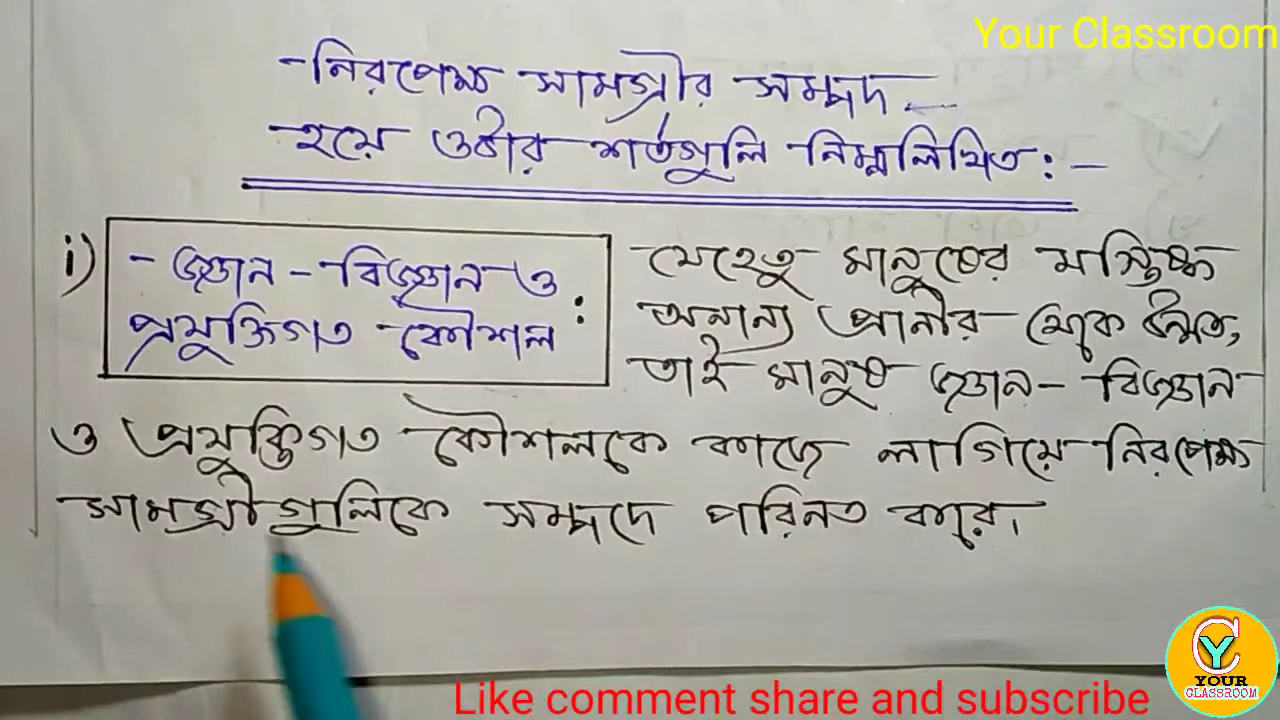 Your Classroom
নিরপেক্ষ সামগ্রীর সম্পদ
হয়ে ওঠার শর্তগুলি নিম্নলিখিত: -
i) জ্ঞান - বিজ্ঞান ও
প্রযুক্তিগত কৌশল :
যেহেতু মানুষের মস্তিষ্ক
অন্যান্য প্রানীর থেকে উন্নত,
তাই মানুষ জ্ঞান - বিজ্ঞান
ও প্রযুক্তিগত কৌশলকে কাজে লাগিয়ে নিরপেক্ষ
সামগ্রীগুলিকে সম্পদে পরিনত করে।
Like comment share and subscribe
YOUR
CLASSROOM